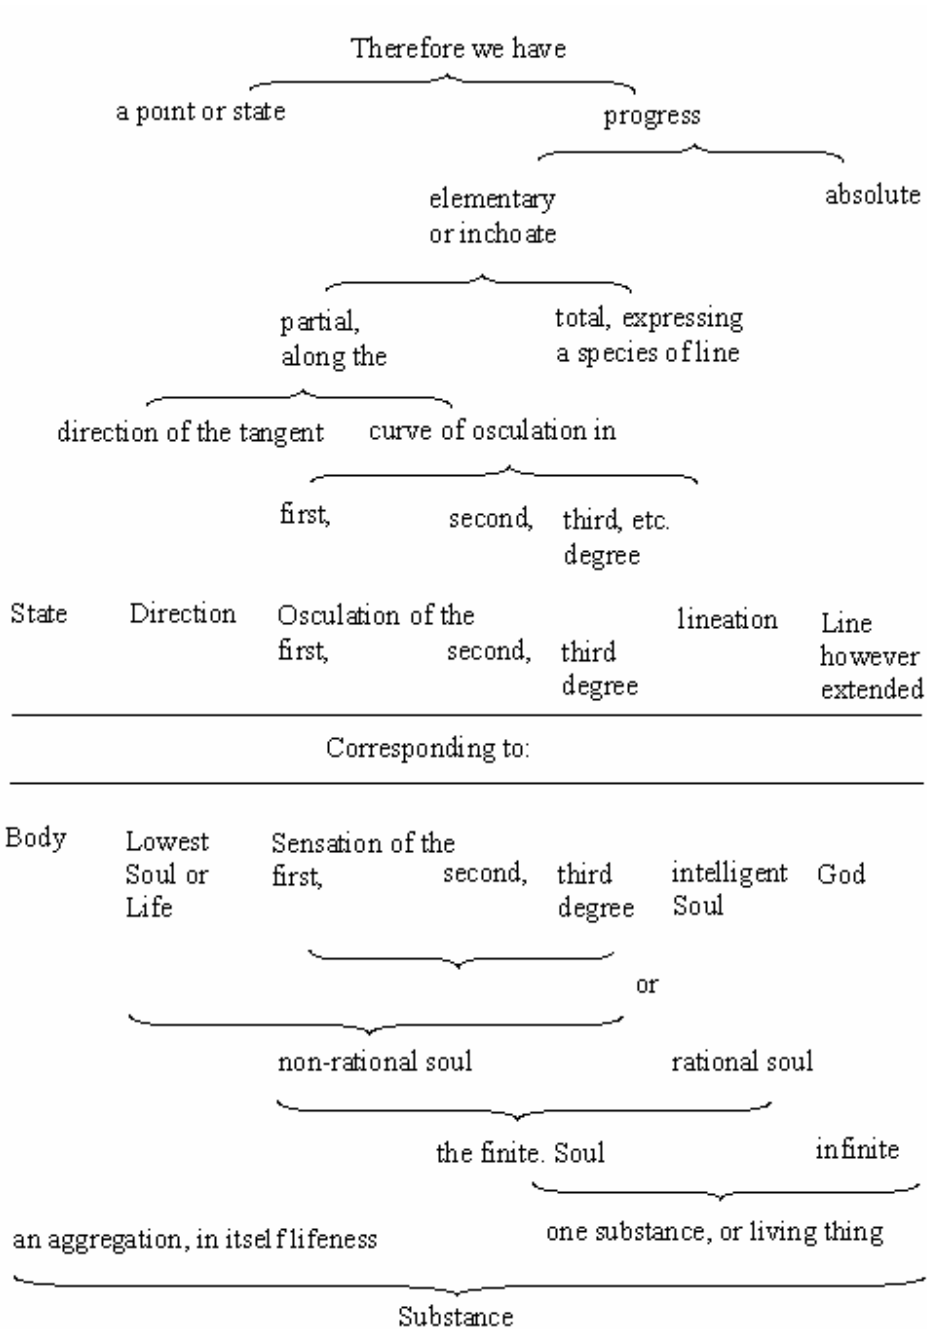 Therefore we have
a point or state
progress
elementary
or inchoate
absolute
partial,
along the
total, expressing
a species of line
direction of the tangent
curve of osculation in
first,
second,
third, etc.
degree
State
Direction
Osculation of the
first,
second,
third
degree
lineation
Line
however
extended
Corresponding to:
Body
Lowest
Soul or
Life
Sensation of the
first,
second,
third
degree
intelligent
Soul
God
or
non-rational soul
rational soul
the finite. Soul
infinite
an aggregation, in itself lifeness
one substance, or living thing
Substance